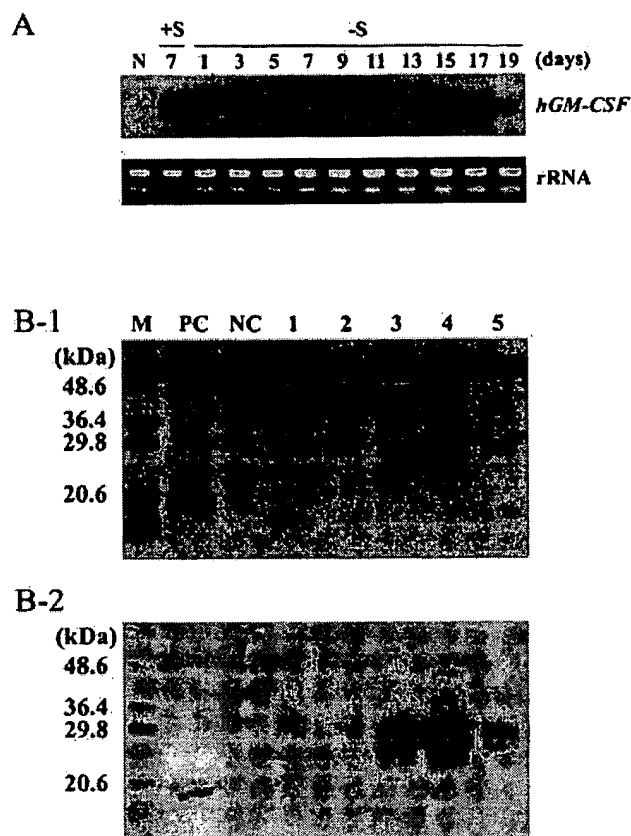 A
+S -S
N 7 1 3 5 7 9 11 13 15 17 19 (days)
hGM-CSF
rRNA
B-1 M PC NC 1 2 3 4 5
(kDa)
48.6
36.4
29.8
20.6
B-2
(kDa)
48.6
36.4
29.8
20.6